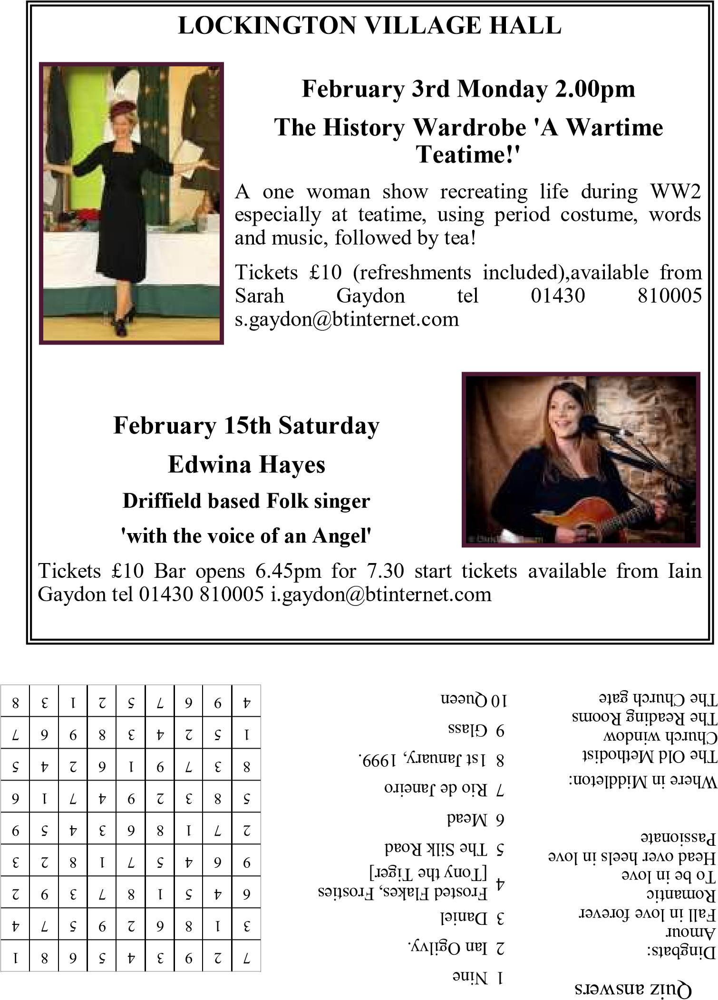 LOCKINGTON VILLAGE HALL
February 3rd Monday 2.00pm
The History Wardrobe 'A Wartime
Teatime!'
A one woman show recreating life during WW2
especially at teatime, using period costume, words
and music, followed by tea!
Tickets £10 (refreshments included),available from
Sarah Gaydon tel 01430 810005
s.gaydon@btinternet.com
February 15th Saturday
Edwina Hayes
Driffield based Folk singer
'with the voice of an Angel'
Tickets £10 Bar opens 6.45pm for 7.30 start tickets available from Iain
Gaydon tel 01430 810005 i.gaydon@btinternet.com
Quiz answers
Dingbats:
Amour
Fall in love forever
Romantic
To be in love
Head over heels in love
Passionate
Where in Middleton:
The Old Methodist
Church window
The Reading Rooms
The Church gate
1 Nine
2 Ian Ogilvy.
3 Daniel
4 Frosted Flakes, Frosties
[Tony the Tiger]
5 The Silk Road
6 Mead
7 Rio de Janeiro
8 1st January, 1999.
9 Glass
10 Queen
7 2 9 3 4 5 6 8 1
3 1 8 6 2 9 5 7 4
6 4 5 1 8 7 3 9 2
9 6 4 5 7 1 8 2 3
2 7 1 8 6 3 4 5 9
5 8 3 2 9 4 7 1 6
8 3 7 9 1 6 2 4 5
1 5 2 4 3 8 9 6 7
4 9 6 7 5 2 1 3 8